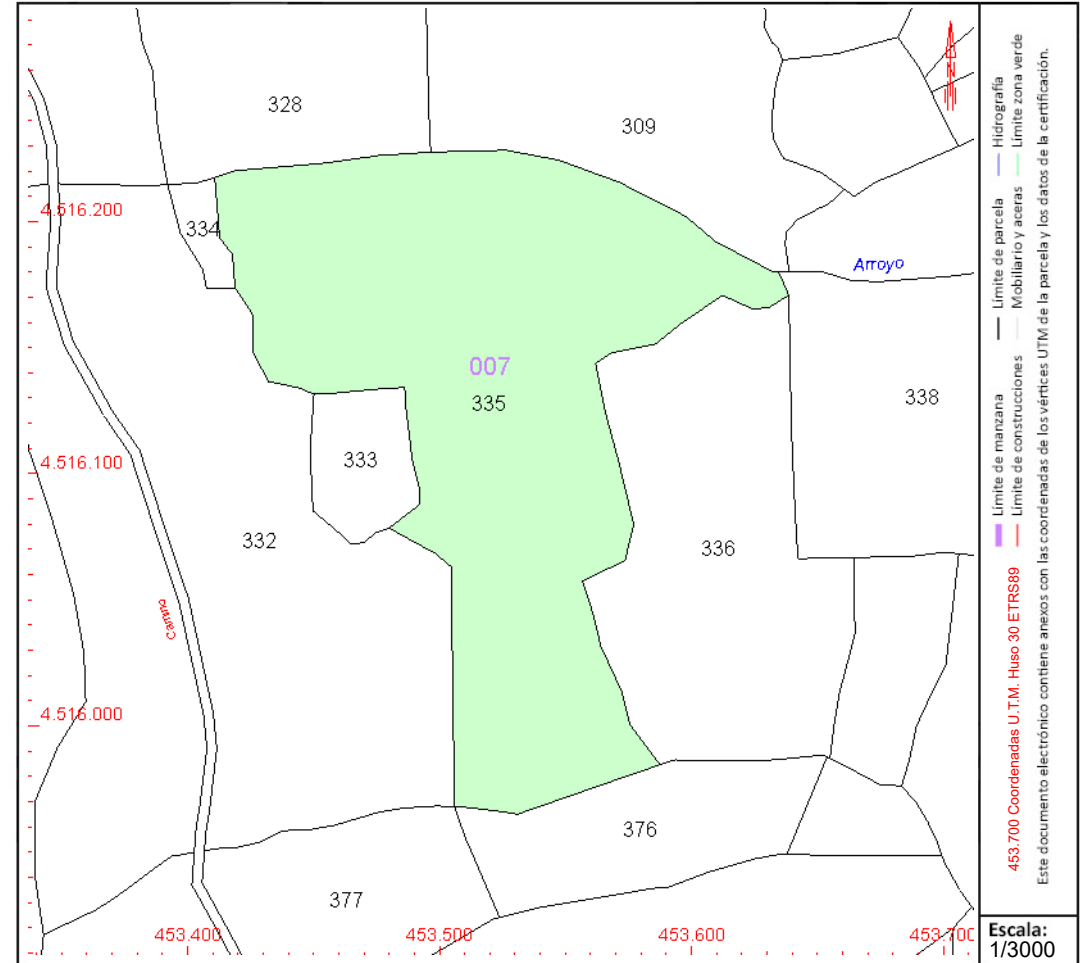 328
309
4.516.200
334
Arroyo
N
007
335
338
4.516.100
333
332
336
Camino
4.516.000
376
377
453.400
453.500
453.600
453.700
Límite de manzana
Límite de parcela
Hidrografía
Límite de construcciones
Mobiliario y aceras
Límite zona verde
453.700 Coordenadas U.T.M. Huso 30 ETRS89
Este documento electrónico contiene anexos con las coordenadas de los vértices UTM de la parcela y los datos de la certificación.
Escala:
1/3000